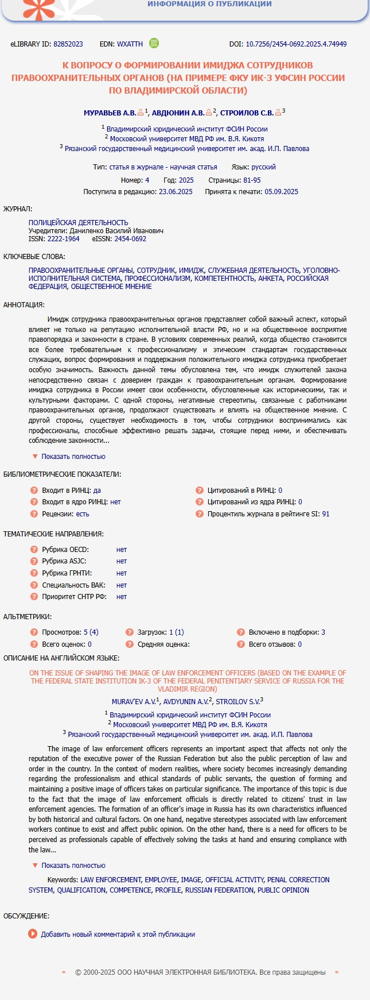 ИНФОРМАЦИЯ О ПУБЛИКАЦИИ
eLIBRARY ID: 82852023 EDN: WXATTH DOI: 10.7256/2454-0692.2025.4.74949
К ВОПРОСУ О ФОРМИРОВАНИИ ИМИДЖА СОТРУДНИКОВ
ПРАВООХРАНИТЕЛЬНЫХ ОРГАНОВ (НА ПРИМЕРЕ ФКУ ИК-3 УФСИН РОССИИ
ПО ВЛАДИМИРСКОЙ ОБЛАСТИ)
МУРАВЬЕВ А.В. 1, АВДЮНИН А.В. 2, СТРОИЛОВ С.В. 3
1 Владимирский юридический институт ФСИН России
2 Московский университет МВД РФ им. В.Я. Кикотя
3 Рязанский государственный медицинский университет им. акад. И.П. Павлова
Тип: статья в журнале - научная статья Язык: русский
Номер: 4 Год: 2025 Страницы: 81-95
Поступила в редакцию: 23.06.2025 Принята к печати: 05.09.2025
ЖУРНАЛ:
ПОЛИЦЕЙСКАЯ ДЕЯТЕЛЬНОСТЬ
Учредители: Даниленко Василий Иванович
ISSN: 2222-1964 eISSN: 2454-0692
КЛЮЧЕВЫЕ СЛОВА:
ПРАВООХРАНИТЕЛЬНЫЕ ОРГАНЫ, СОТРУДНИК, ИМИДЖ, СЛУЖЕБНАЯ ДЕЯТЕЛЬНОСТЬ, УГОЛОВНО-
ИСПОЛНИТЕЛЬНАЯ СИСТЕМА, ПРОФЕССИОНАЛИЗМ, КОМПЕТЕНТНОСТЬ, АНКЕТА, РОССИЙСКАЯ
ФЕДЕРАЦИЯ, ОБЩЕСТВЕННОЕ МНЕНИЕ
АННОТАЦИЯ:
Имидж сотрудника правоохранительных органов представляет собой важный аспект, который
влияет не только на репутацию исполнительной власти РФ, но и на общественное восприятие
правопорядка и законности в стране. В условиях современных реалий, когда общество становится
все более требовательным к профессионализму и этическим стандартам государственных
служащих, вопрос формирования и поддержания положительного имиджа сотрудника приобретает
особую значимость. Важность данной темы обусловлена тем, что имидж служителей закона
непосредственно связан с доверием граждан к правоохранительным органам. Формирование
имиджа сотрудника в России имеет свои особенности, обусловленные как историческими, так и
культурными факторами. С одной стороны, негативные стереотипы, связанные с работниками
правоохранительных органов, продолжают существовать и влиять на общественное мнение. С
другой стороны, существует необходимость в том, чтобы сотрудники воспринимались как
профессионалы, способные эффективно решать задачи, стоящие перед ними, и обеспечивать
соблюдение законности...
▼ Показать полностью
БИБЛИОМЕТРИЧЕСКИЕ ПОКАЗАТЕЛИ:
? Входит в РИНЦ: да ? Цитирований в РИНЦ: 0
? Входит в ядро РИНЦ: нет ? Цитирований из ядра РИНЦ: 0
? Рецензии: есть ? Процентиль журнала в рейтинге SI: 91
ТЕМАТИЧЕСКИЕ НАПРАВЛЕНИЯ:
? Рубрика OECD: нет
? Рубрика ASJC: нет
? Рубрика ГРНТИ: нет
? Специальность ВАК: нет
? Приоритет СНТР РФ: нет
АЛЬТМЕТРИКИ:
? Просмотров: 5 (4) ? Загрузок: 1 (1) ? Включено в подборки: 3
? Всего оценок: 0 ? Средняя оценка: ? Всего отзывов: 0
ОПИСАНИЕ НА АНГЛИЙСКОМ ЯЗЫКЕ:
ON THE ISSUE OF SHAPING THE IMAGE OF LAW ENFORCEMENT OFFICERS (BASED ON THE EXAMPLE OF
THE FEDERAL STATE INSTITUTION IK-3 OF THE FEDERAL PENITENTIARY SERVICE OF RUSSIA FOR THE
VLADIMIR REGION)
MURAV'EV A.V.1, AVDYUNIN A.V.2, STROILOV S.V.3
1 Владимирский юридический институт ФСИН России
2 Московский университет МВД РФ им. В.Я. Кикотя
3 Рязанский государственный медицинский университет им. акад. И.П. Павлова
The image of law enforcement officers represents an important aspect that affects not only the
reputation of the executive power of the Russian Federation but also the public perception of law and
order in the country. In the context of modern realities, where society becomes increasingly demanding
regarding the professionalism and ethical standards of public servants, the question of forming and
maintaining a positive image of officers takes on particular significance. The importance of this topic is due
to the fact that the image of law enforcement officials is directly related to citizens' trust in law
enforcement agencies. The formation of an officer's image in Russia has its own characteristics influenced
by both historical and cultural factors. On one hand, negative stereotypes associated with law enforcement
workers continue to exist and affect public opinion. On the other hand, there is a need for officers to be
perceived as professionals capable of effectively solving the tasks at hand and ensuring compliance with
the law...
▼ Показать полностью
Keywords: LAW ENFORCEMENT, EMPLOYEE, IMAGE, OFFICIAL ACTIVITY, PENAL CORRECTION
SYSTEM, QUALIFICATION, COMPETENCE, PROFILE, RUSSIAN FEDERATION, PUBLIC OPINION
ОБСУЖДЕНИЕ:
Добавить новый комментарий к этой публикации
* © 2000-2025 ООО НАУЧНАЯ ЭЛЕКТРОННАЯ БИБЛИОТЕКА. Все права защищены *